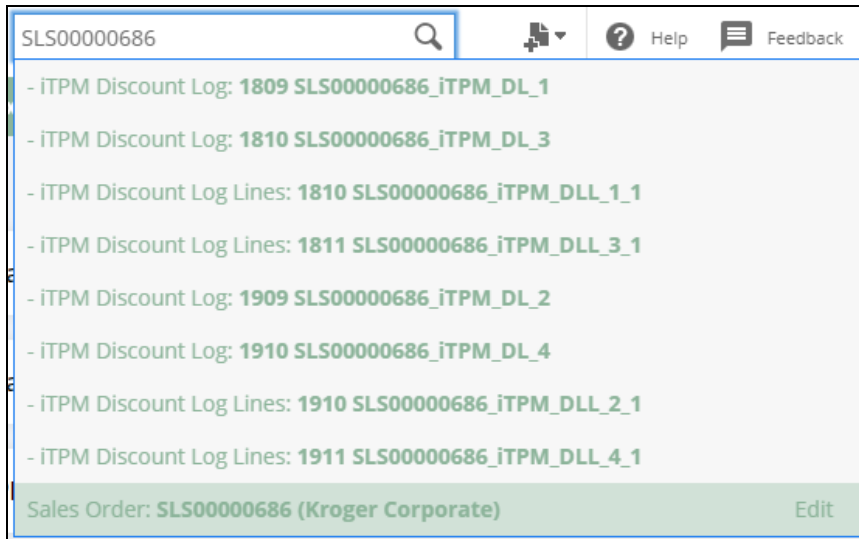 SLS00000686 Help Feedback
- iTPM Discount Log: 1809 SLS00000686_iTPM_DL_1
- iTPM Discount Log: 1810 SLS00000686_iTPM_DL_3
- iTPM Discount Log Lines: 1810 SLS00000686_iTPM_DLL_1_1
- iTPM Discount Log Lines: 1811 SLS00000686_iTPM_DLL_3_1
- iTPM Discount Log: 1909 SLS00000686_iTPM_DL_2
- iTPM Discount Log: 1910 SLS00000686_iTPM_DL_4
- iTPM Discount Log Lines: 1910 SLS00000686_iTPM_DLL_2_1
- iTPM Discount Log Lines: 1911 SLS00000686_iTPM_DLL_4_1
Sales Order: SLS00000686 (Kroger Corporate) Edit